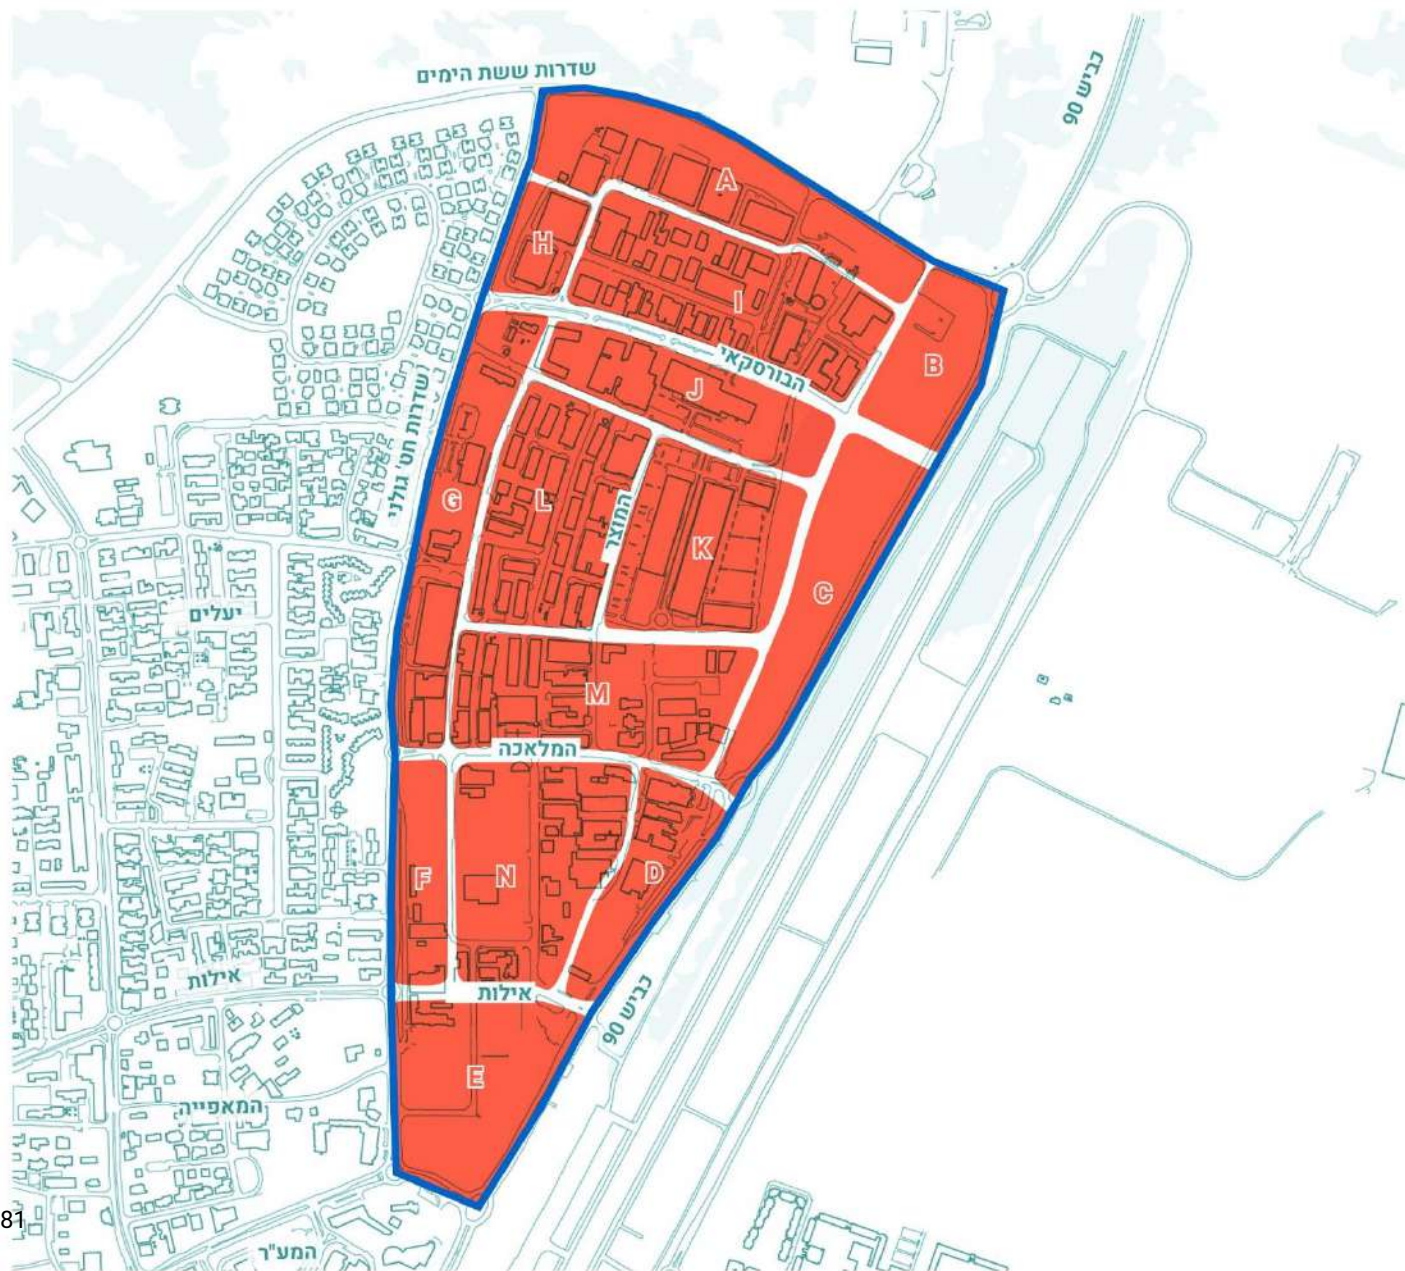 שדרות ששת הימים
כביש 90
A
H
I
B
הבורסקאי
J
שדרות חט' גולני
G
L
המוצר
K
C
יעלים
M
המלאכה
F
N
D
אילות
אילות
כביש 90
E
המאפייה
81
המע"ר